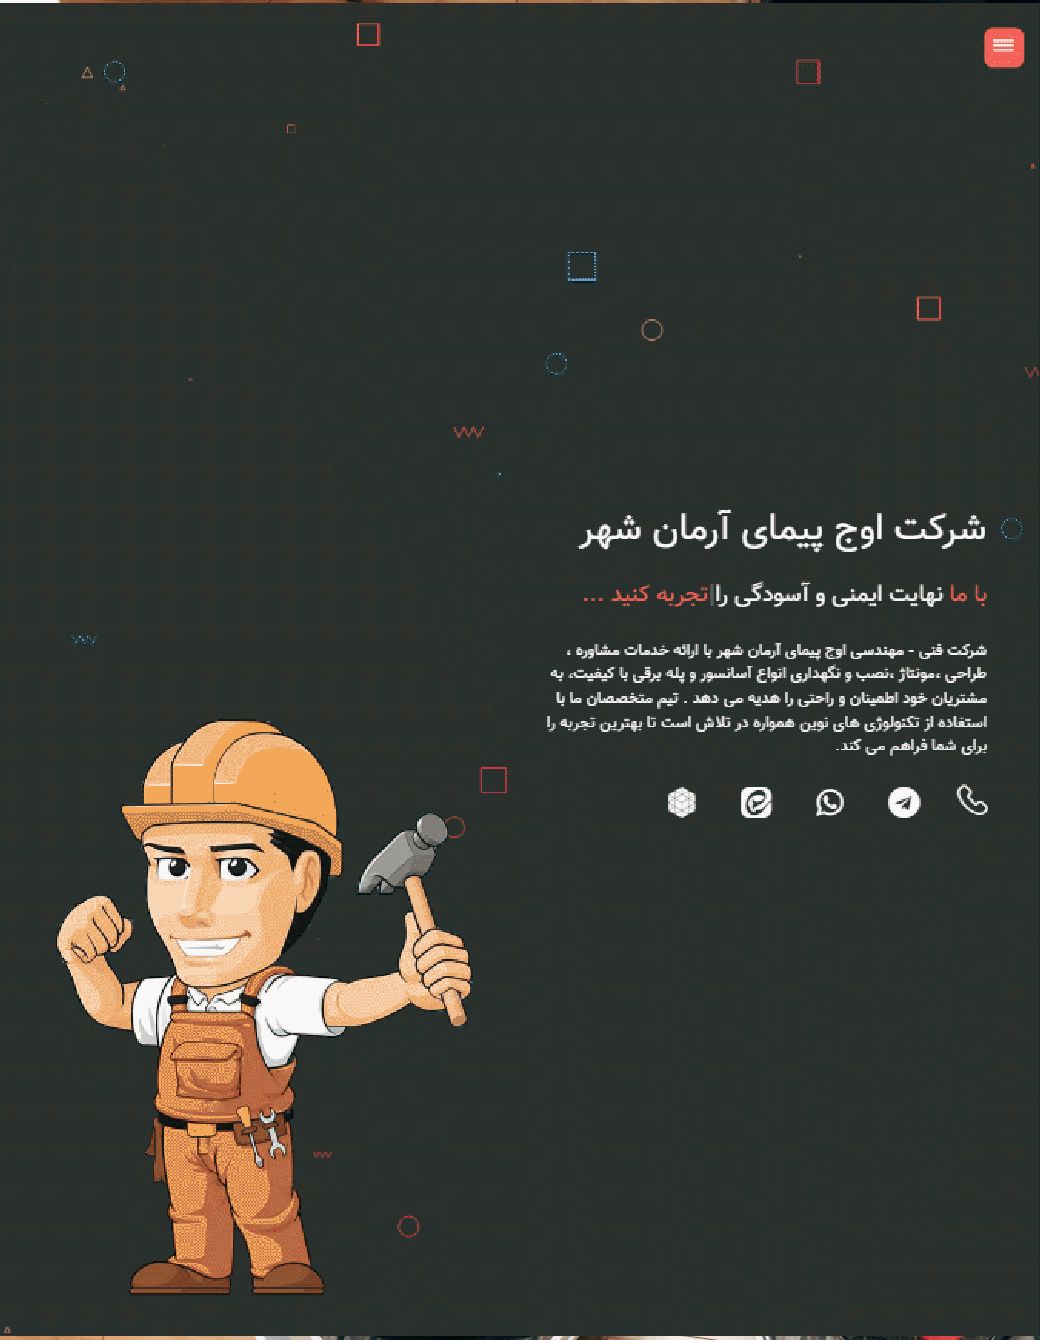 شرکت اوج پیمای آرمان شهر
با ما نهایت ایمنی و آسودگی را|تجربه کنید ...
شرکت فنی - مهندسی اوج پیمای آرمان شهر با ارائه خدمات مشاوره ،
طراحی ،مونتاژ ،نصب و نگهداری انواع آسانسور و پله برقی با کیفیت، به
مشتریان خود اطمینان و راحتی را هدیه می دهد . تیم متخصصان ما با
استفاده از تکنولوژی های نوین همواره در تلاش است تا بهترین تجربه را
برای شما فراهم می کند.